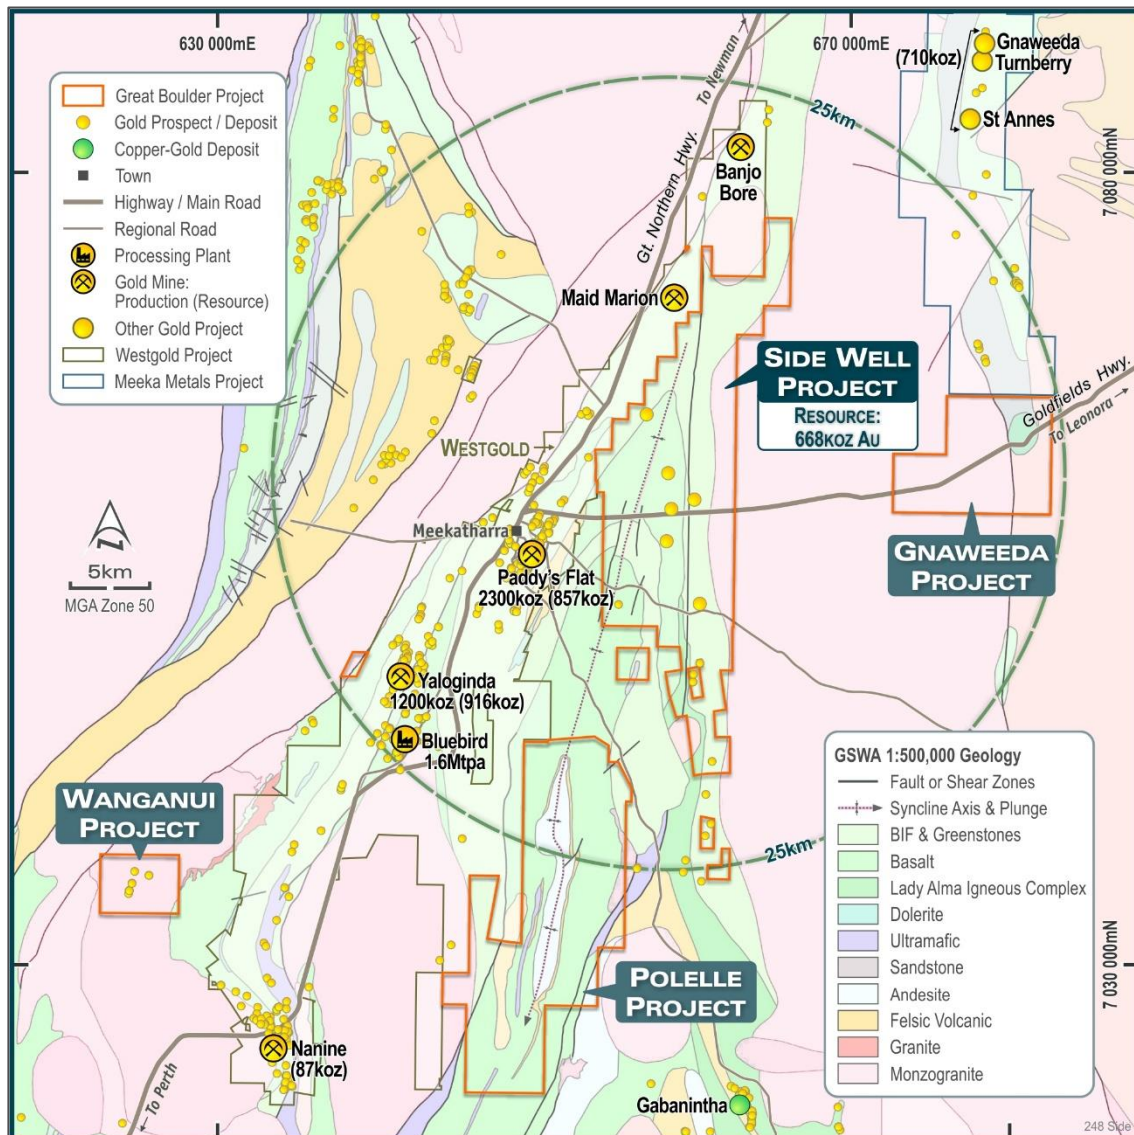 630 000mE
670 000mE
Great Boulder Project
Gold Prospect / Deposit
Copper-Gold Deposit
Town
Highway / Main Road
Regional Road
Processing Plant
Gold Mine:
Production (Resource)
Other Gold Project
Westgold Project
Meeka Metals Project
To Newman →
25km
Gt. Northern Hwy.
(710koz)
Gnaweeda
Turnberry
St Annes
Banjo
Bore
7 080 000mN
Maid Marion
SIDE WELL
PROJECT
RESOURCE:
668KOZ AU
Goldfields Hwy.
To Leonora →
WESTGOLD →
Meekatharra
5km
MGA Zone 50
Paddy's Flat
2300koz (857koz)
GNAWEEDA
PROJECT
Yaloginda
1200koz (916koz)
Bluebird
1.6Mtpa
WANGANUI
PROJECT
25km
GSWA 1:500,000 Geology
Fault or Shear Zones
Syncline Axis & Plunge
BIF & Greenstones
Basalt
Lady Alma Igneous Complex
Dolerite
Ultramafic
Sandstone
Andesite
Felsic Volcanic
Granite
Monzogranite
POLELLE
PROJECT
7 030 000mN
Nanine
(87koz)
← To Perth
Gabanintha
248 Side